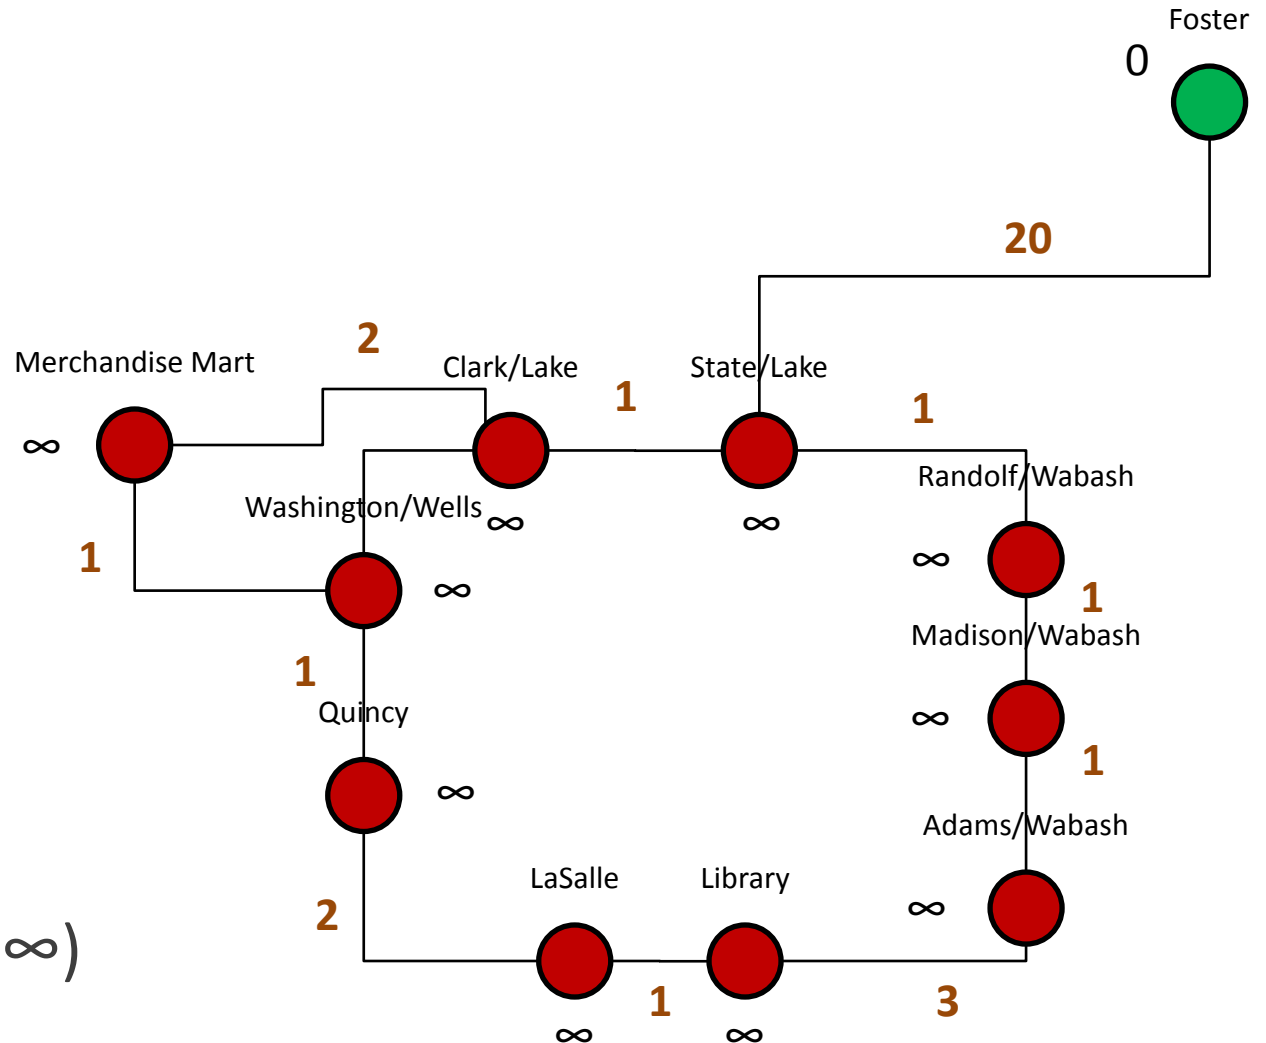 Foster
0
20
2
Merchandise Mart
Clark/Lake
State/Lake
1
1
∞
Randolf/Wabash
Washington/Wells
∞
∞
1
∞
∞
1
Madison/Wabash
1
Quincy
∞
1
∞
Adams/Wabash
LaSalle
Library
2
∞
∞)
1
3
∞
∞